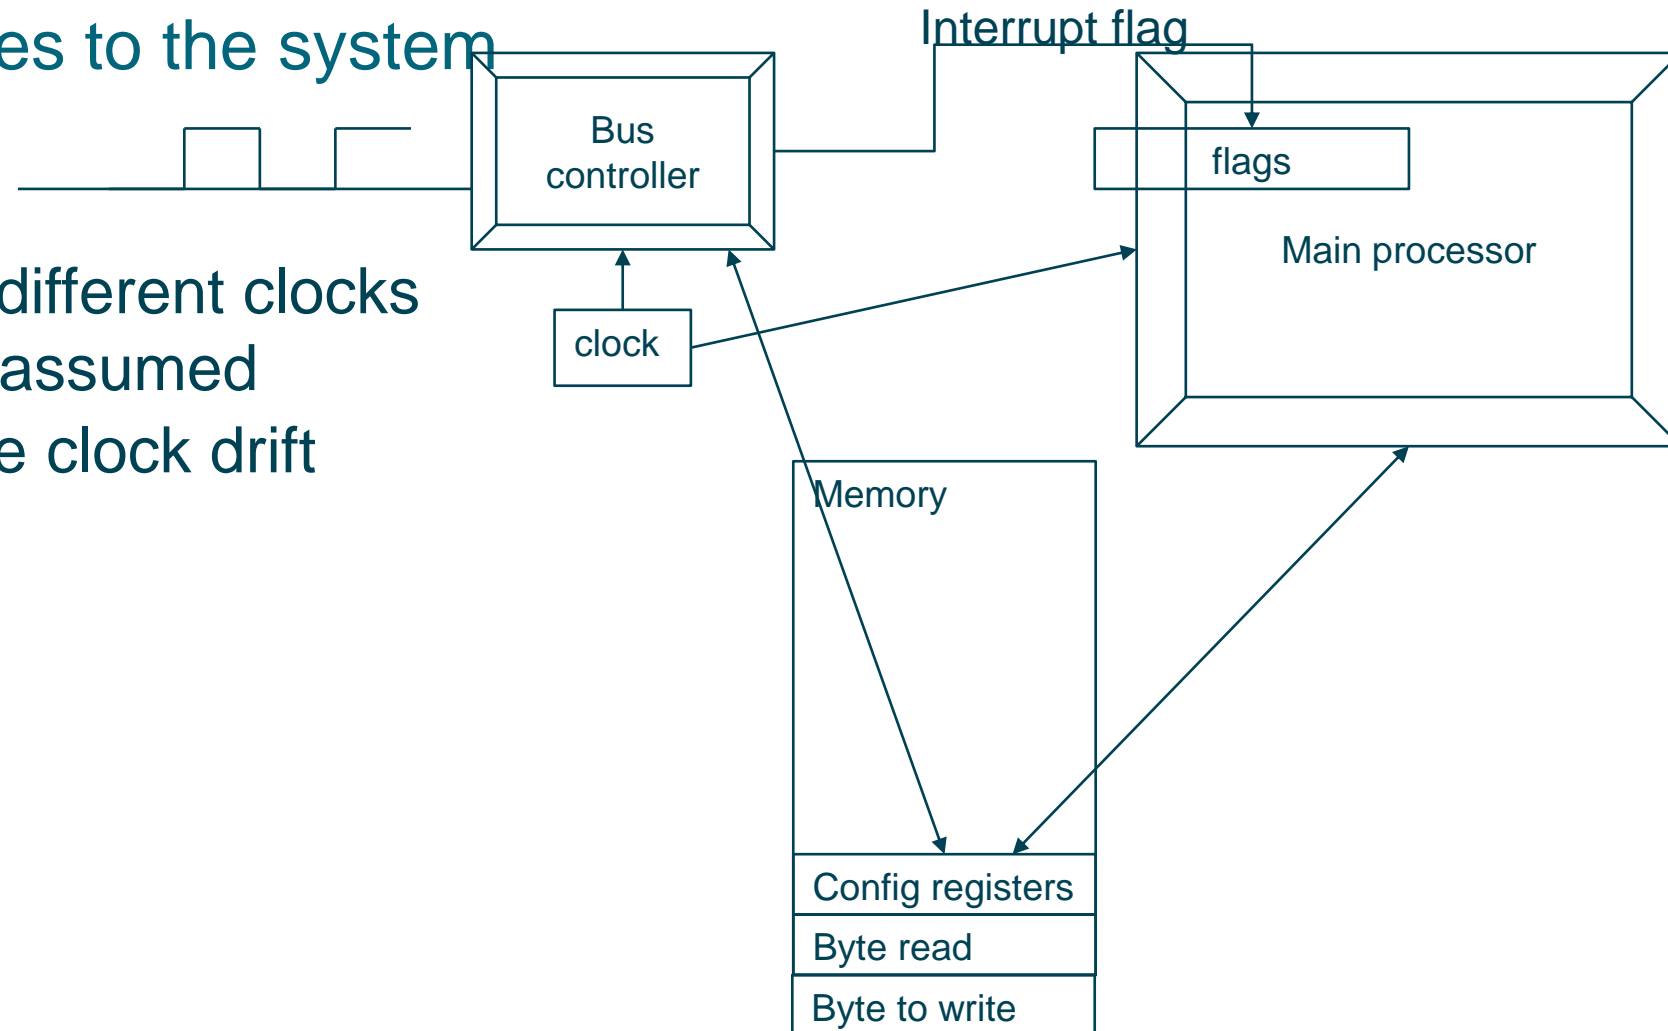 es to the system
Interrupt flag
Bus
controller
flags
Main processor
different clocks
clock
assumed
e clock drift
Memory
Config registers
Byte read
Byte to write